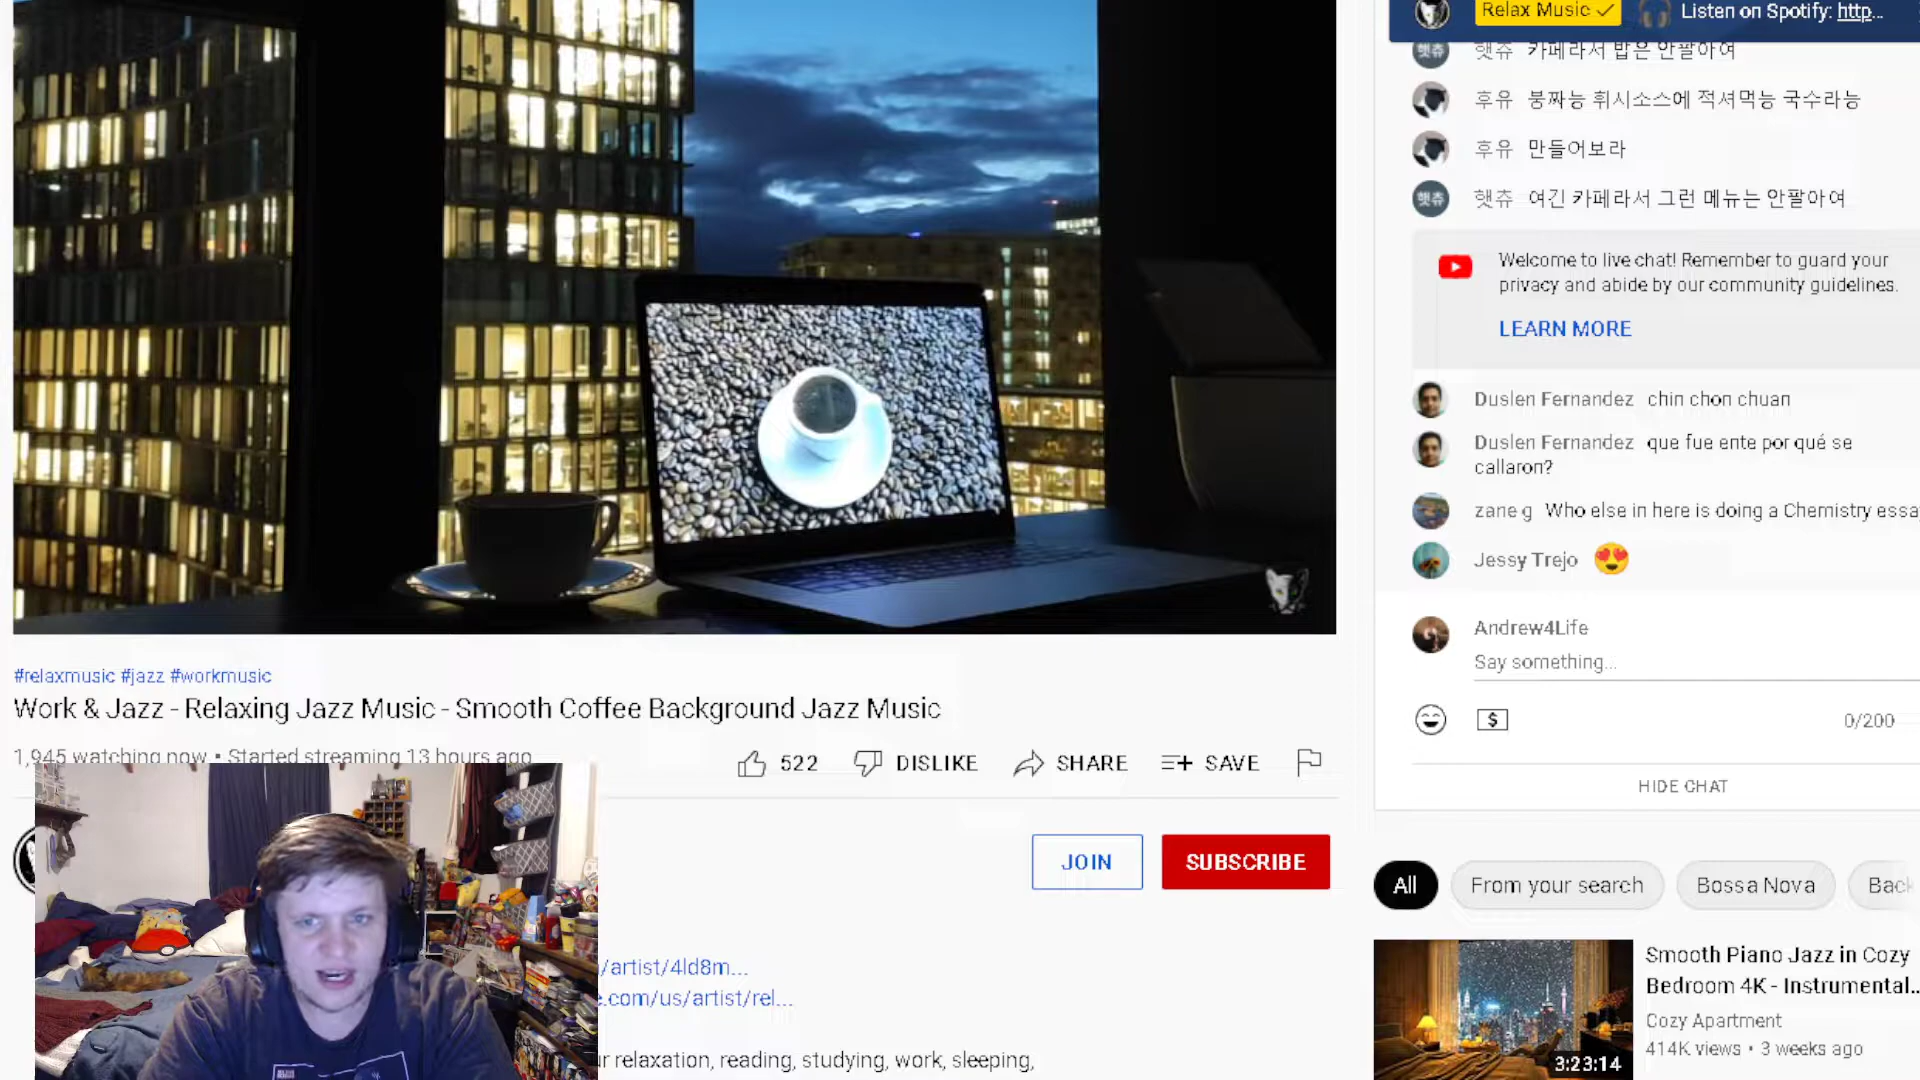 Relax Music
Listen on Spotify: http...
햇쥬 카페라서 밥은 안팔아여
후유 붕짜능 휘시소스에 적셔먹능 국수라능
후유 만들어보라
햇쥬 여긴 카페라서 그런 메뉴는 안팔아여
Welcome to live chat! Remember to guard your
privacy and abide by our community guidelines.
LEARN MORE
Duslen Fernandez chin chon chuan
Duslen Fernandez que fue ente por qué se
callaron?
zane g Who else in here is doing a Chemistry essa
Jessy Trejo
Andrew4Life
Say something...
0/200
HIDE CHAT
#relaxmusic #jazz #workmusic
Work & Jazz - Relaxing Jazz Music - Smooth Coffee Background Jazz Music
1,945 watching now • Started streaming 13 hours ago
522 DISLIKE SHARE SAVE
JOIN SUBSCRIBE
/artist/4ld8m...
.com/us/artist/rel...
relaxation, reading, studying, work, sleeping,
All From your search Bossa Nova Back
Smooth Piano Jazz in Cozy
Bedroom 4K - Instrumental...
Cozy Apartment
414K views • 3 weeks ago
3:23:14